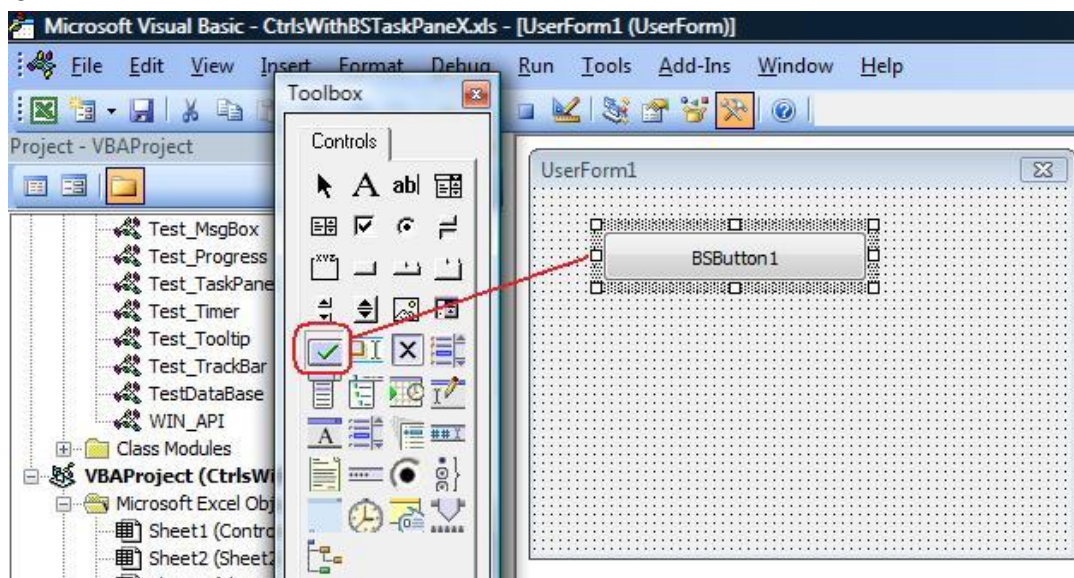 Microsoft Visual Basic - CtrlsWithBSTaskPaneX.xls - [UserForm1 (UserForm)]
File Edit View Insert Format Debug Run Tools Add-Ins Window Help
Toolbox
Project - VBAProject
Controls
A abl
xyz
A ##
Test_MsgBox
Test_Progress
Test_TaskPane
Test_Timer
Test_Tooltip
Test_TrackBar
TestDataBase
WIN_API
Class Modules
VBAProject (CtrlsWi
Microsoft Excel Obj
Sheet1 (Contro
Sheet2 (Sheet2
UserForm1
BSButton1